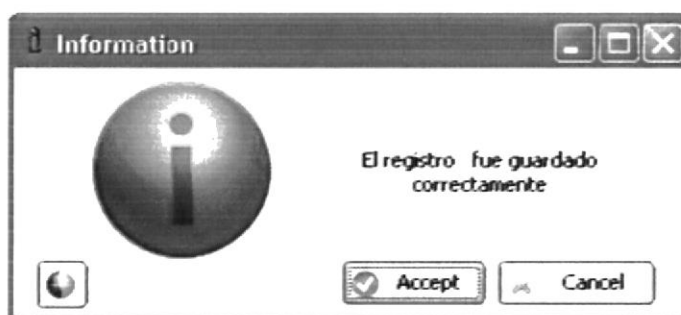 Information
El registro fue guardado
correctamente
Accept
Cancel